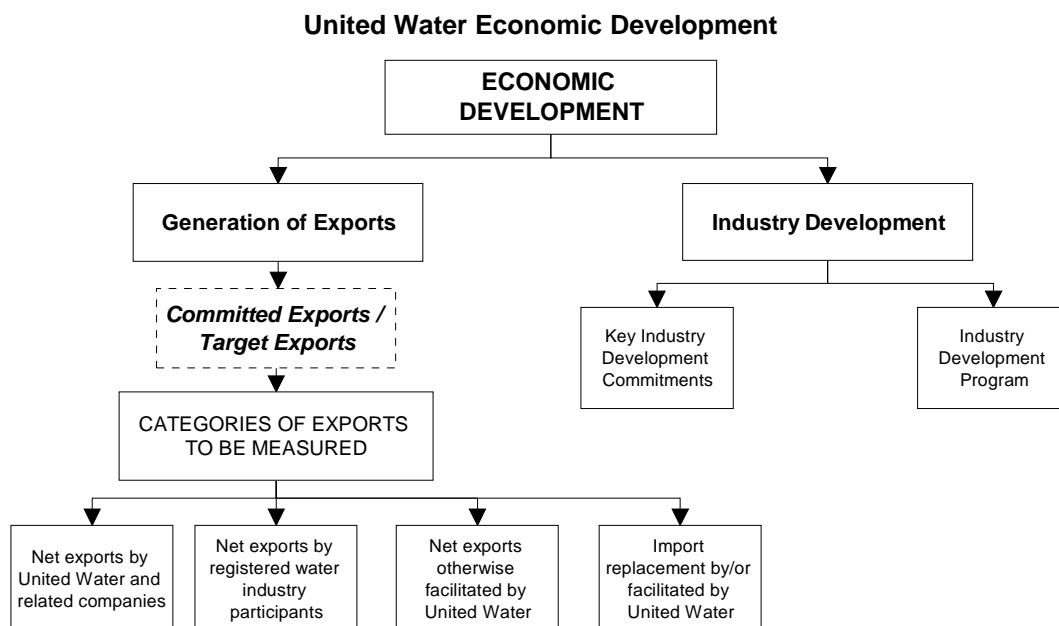 United Water Economic Development
ECONOMIC
DEVELOPMENT
Generation of Exports
Industry Development
Committed Exports /
Target Exports
Key Industry
Development
Commitments
Industry
Development
Program
CATEGORIES OF EXPORTS
TO BE MEASURED
Net exports by
United Water and
related companies
Net exports by
registered water
industry
participants
Net exports
otherwise
facilitated by
United Water
Import
replacement by/or
facilitated by
United Water